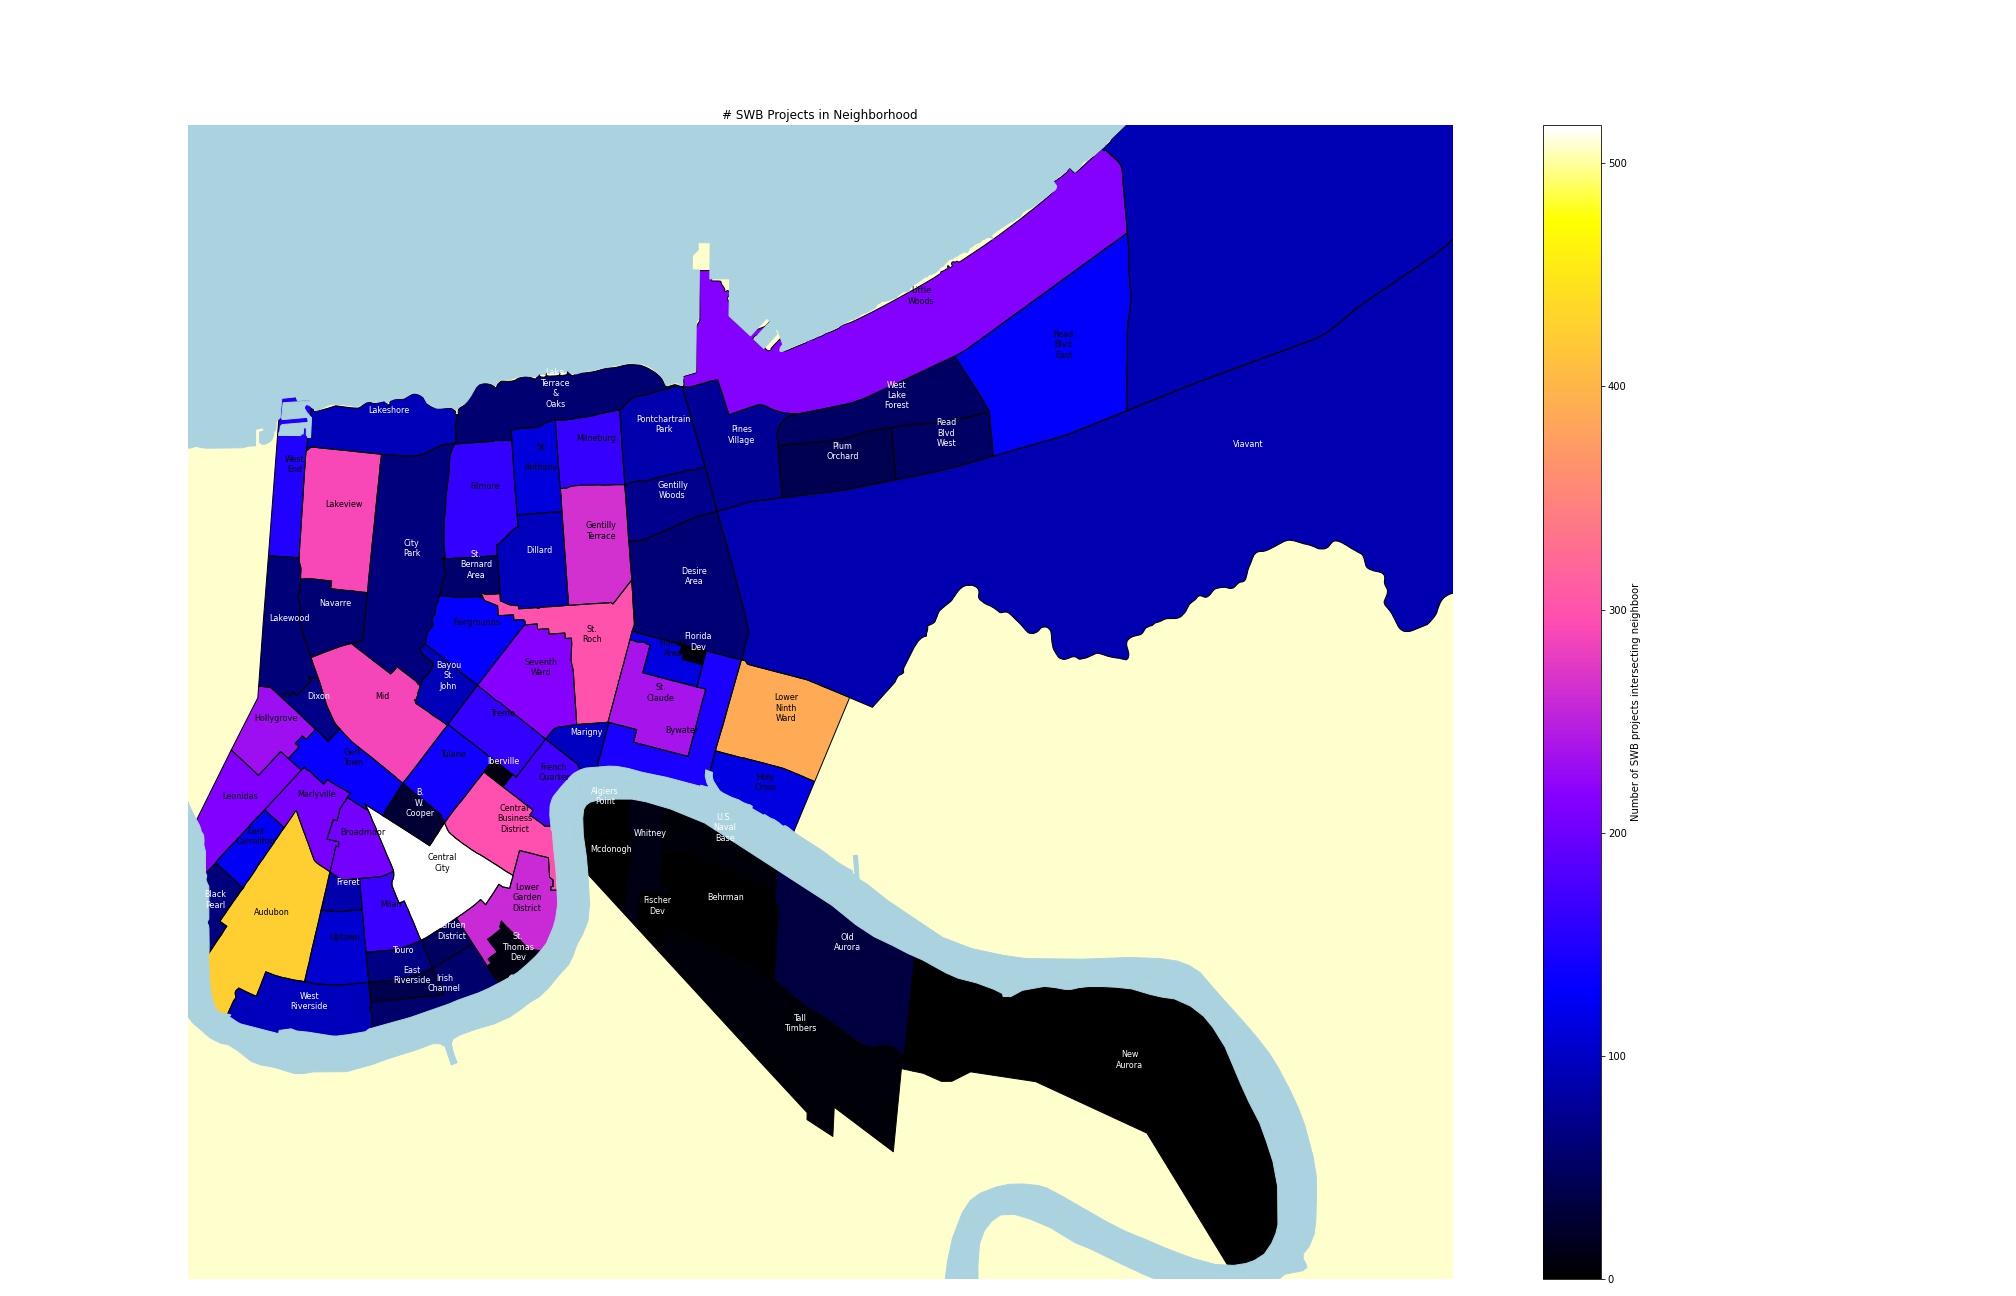 # SWB Projects in Neighborhood
Little
Woods
Read
Blvd
East
Lake
Terrace
&
Oaks
West
Lake
Forest
Lakeshore
Pontchartrain
Park
Pines
Village
Read
Blvd
West
Plum
Orchard
Viavant
West
End
Milneburg
St.
Anthony
Filmore
Lakeview
Gentilly
Woods
Gentilly
Terrace
City
Park
Dillard
St.
Bernard
Area
Desire
Area
Navarre
Lakewood
Fairgrounds
St.
Roch
Florida
Dev
Florida
Area
Seventh
Ward
Bayou
St.
John
Dixon
Mid
St.
Claude
Lower
Ninth
Ward
Hollygrove
Treme
Bywater
Marigny
Gert
Town
Tulane
Iberville
French
Quarter
Holy
Cross
Leonidas
Marlyville
B.
W.
Cooper
Algiers
Point
Central
Business
District
U.S.
Naval
Base
East
Carrollton
Broadmoor
Whitney
Mcdonogh
Central
City
Freret
Black
Pearl
Audubon
Milan
Lower
Garden
District
Fischer
Dev
Behrman
Uptown
Garden
District
Touro
St.
Thomas
Dev
Old
Aurora
East
Riverside
Irish
Channel
West
Riverside
Tall
Timbers
New
Aurora
500
400
300
200
100
0
Number of SWB projects intersecting neighboor